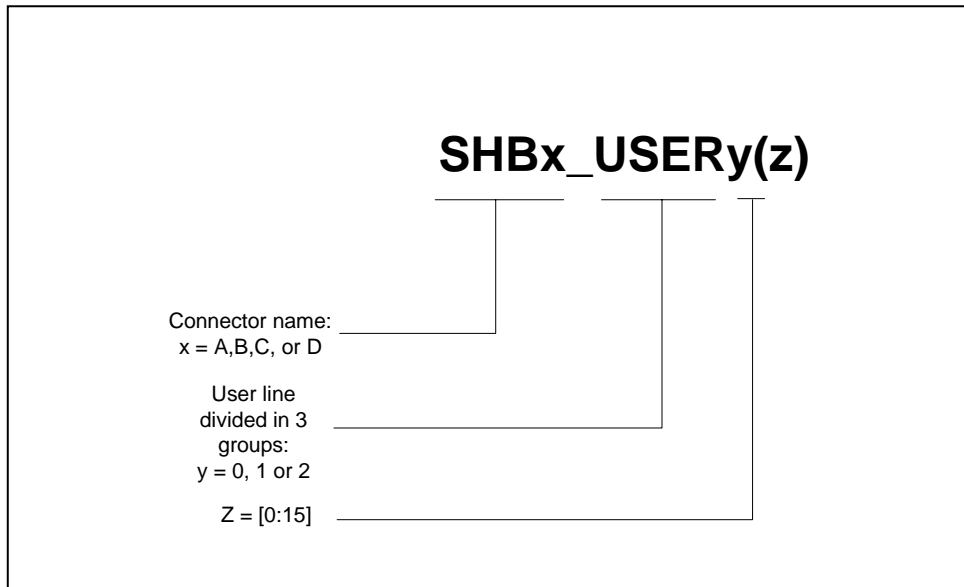 SHBx_USERy(z)
Connector name:
x = A,B,C, or D
User line
divided in 3
groups:
y = 0, 1 or 2
Z = [0:15]